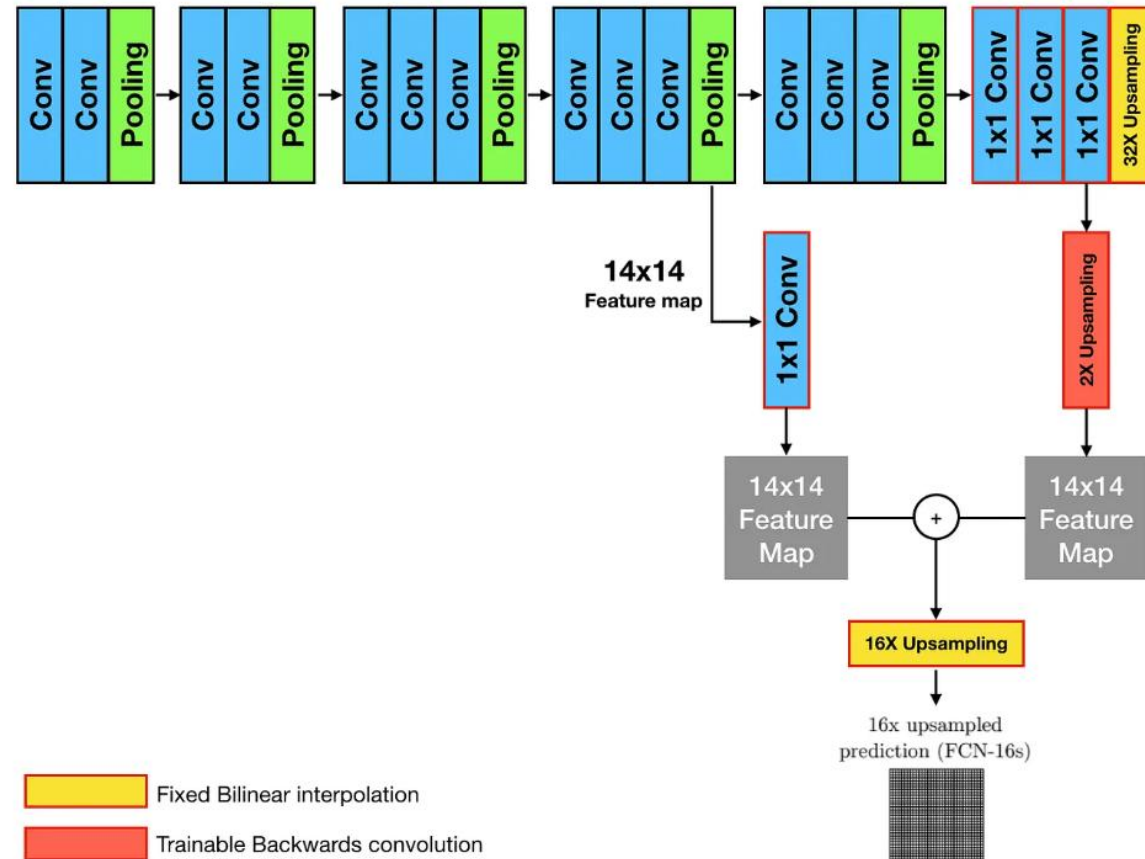 Conv
Conv
Pooling
Conv
Conv
Pooling
Conv
Conv
Conv
Pooling
Conv
Conv
Conv
Pooling
Conv
Conv
Conv
Pooling
1x1 Conv
1x1 Conv
1x1 Conv
32X Upsampling
14x14
Feature map
1x1 Conv
2X Upsampling
14x14
Feature
Map
+
14x14
Feature
Map
16X Upsampling
16x upsampled
prediction (FCN-16s)
Fixed Bilinear interpolation
Trainable Backwards convolution